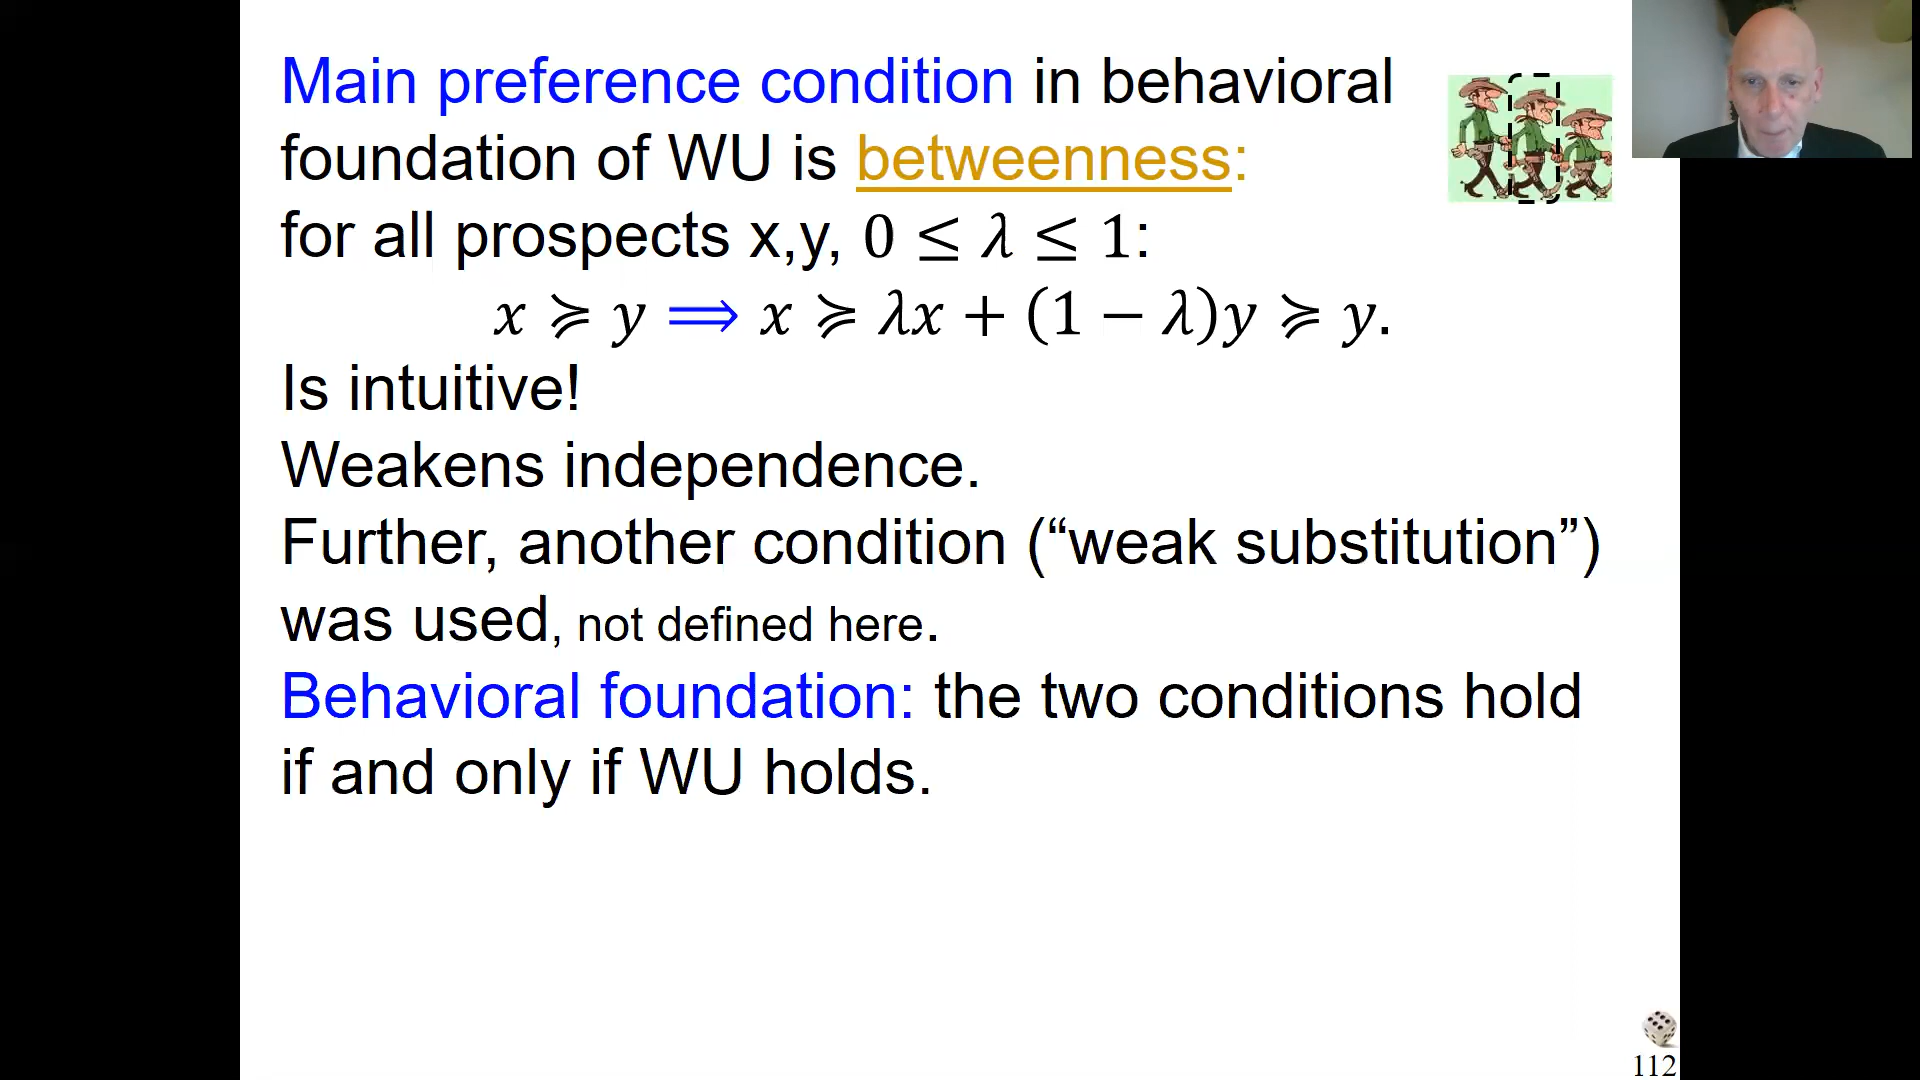 Main preference condition in behavioral
foundation of WU is betweenness:
for all prospects x,y, 0 ≤ λ ≤ 1:
x ≽ y ⟹ x ≽ λx + (1 − λ)y ≽ y.
Is intuitive!
Weakens independence.
Further, another condition (“weak substitution”)
was used, not defined here.
Behavioral foundation: the two conditions hold
if and only if WU holds.
112